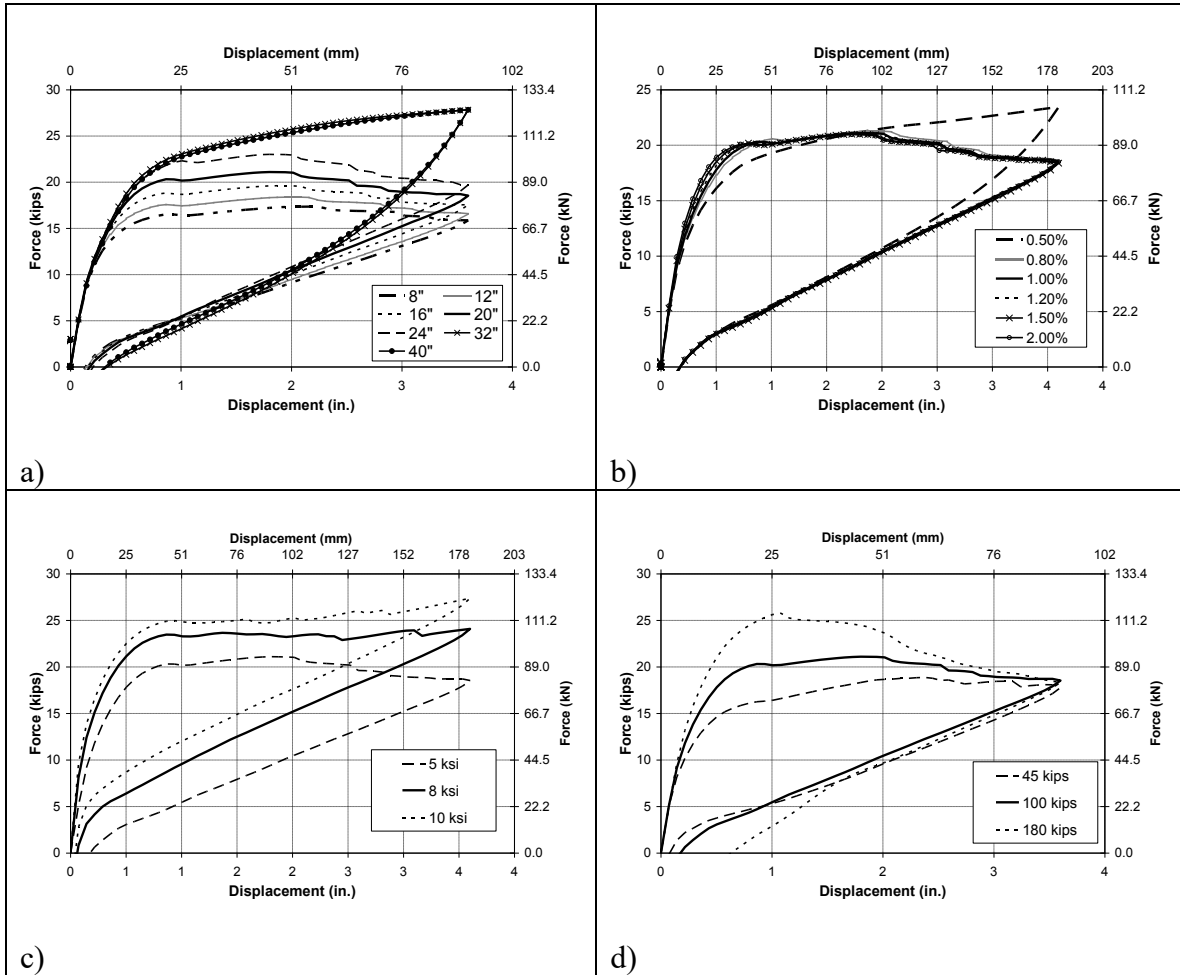 Displacement (mm)
0 25 51 76 102
30 133.4
25 111.2
20 89.0
15 66.7
10 44.5
5 22.2
0 0.0
Force (kips)
Force (kN)
8" 12"
16" 20"
24" 32"
40"
0 1 2 3 4
Displacement (in.)
a)
Displacement (mm)
0 25 51 76 102 127 152 178 203
25 111.2
20 89.0
15 66.7
10 44.5
5 22.2
0 0.0
Force (kips)
Force (kN)
0.50%
0.80%
1.00%
1.20%
1.50%
2.00%
0 1 1 2 2 3 3 4 4
Displacement (in.)
b)
Displacement (mm)
0 25 51 76 102 127 152 178 203
30 133.4
25 111.2
20 89.0
15 66.7
10 44.5
5 22.2
0 0.0
Force (kips)
Force (kN)
5 ksi
8 ksi
10 ksi
0 1 1 2 2 3 3 4 4
Displacement (in.)
c)
Displacement (mm)
0 25 51 76 102
30 133.4
25 111.2
20 89.0
15 66.7
10 44.5
5 22.2
0 0.0
Force (kips)
Force (kN)
45 kips
100 kips
180 kips
0 1 2 3 4
Displacement (in.)
d)